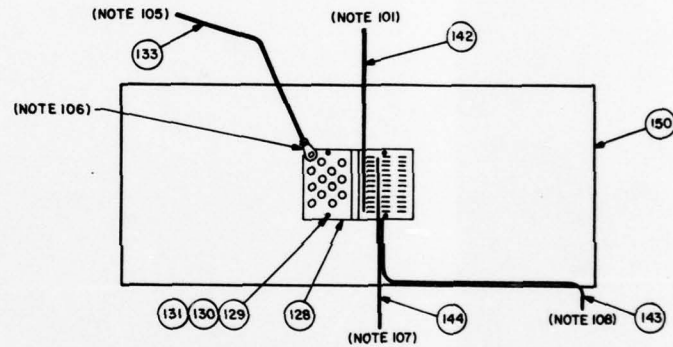 (NOTE 105)
133
(NOTE 101)
142
(NOTE 106)
150
131 130 129
128
144
143
(NOTE 107)
(NOTE 108)